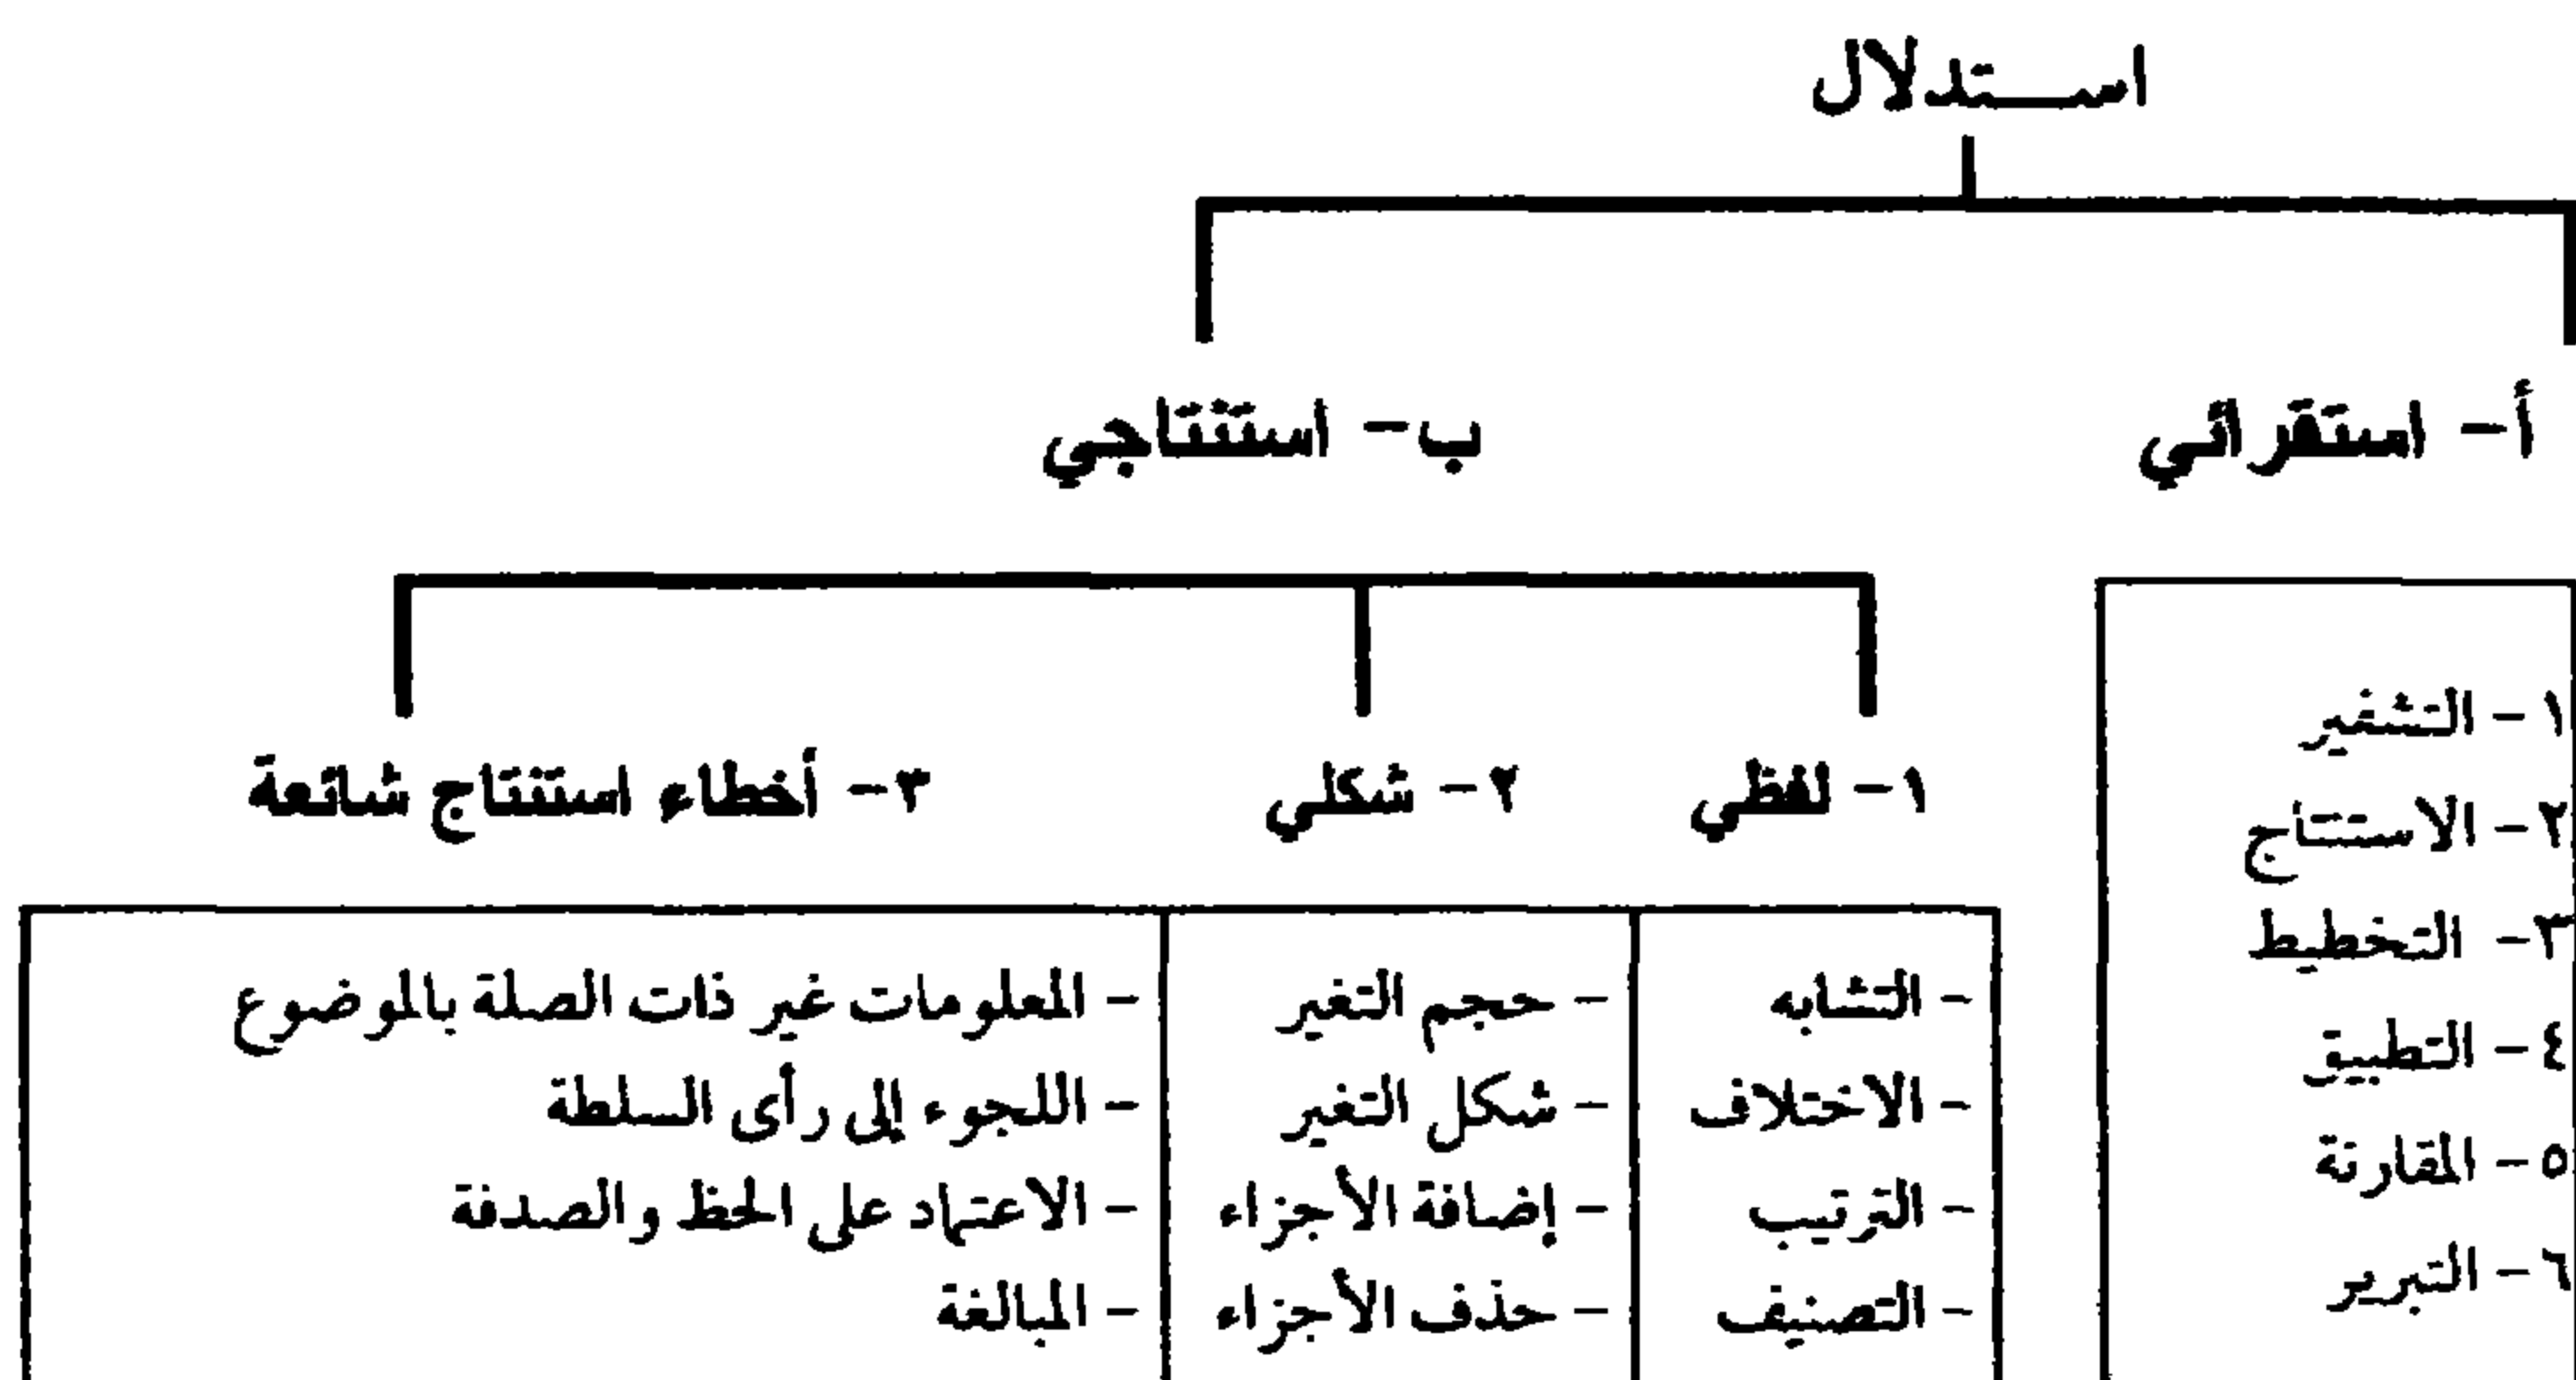 استدلال
أ- استقرائي
ب- استنتاجي
١- التشفير
٢- الاستنتاج
٣- التخطيط
٤- التطبيق
٥- المقارنة
٦- التبرير
١- لفظي
- التشابه
- الاختلاف
- الترتيب
- التصنيف
٢- شكلي
- حجم التغير
- شكل التغير
- إضافة الأجزاء
- حذف الأجزاء
٣- أخطاء استنتاج شائعة
- المعلومات غير ذات الصلة بالموضوع
- اللجوء إلى رأى السلطة
- الاعتماد على الحظ والصدفة
- المبالغة